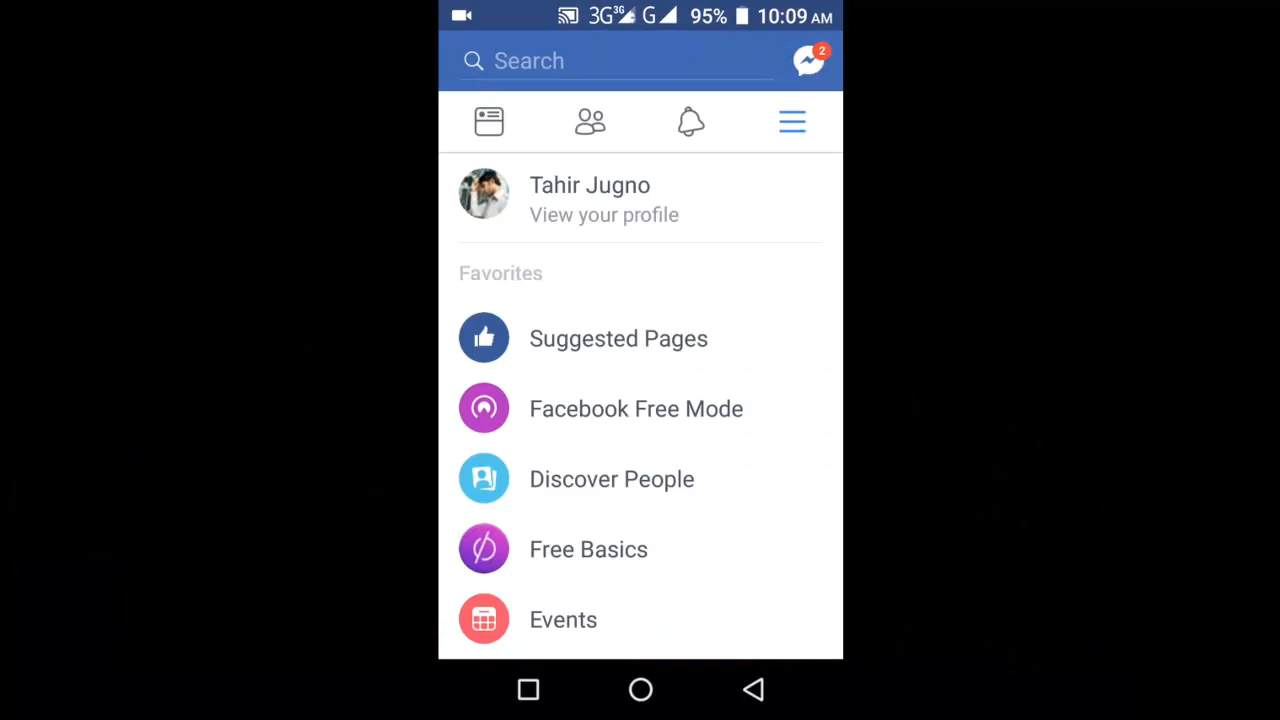 3G 3G G 95% 10:09 AM
Search 2
Tahir Jugno
View your profile
Favorites
Suggested Pages
Facebook Free Mode
Discover People
Free Basics
Events